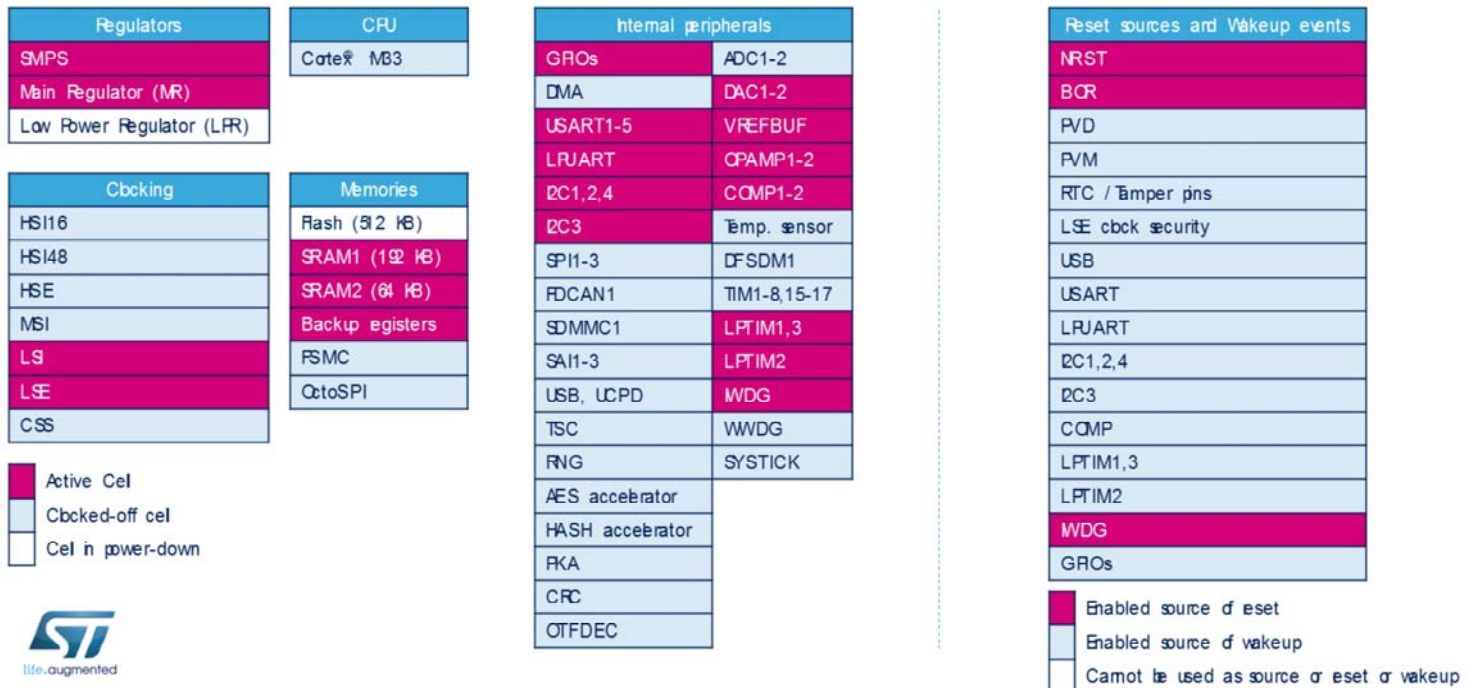 Regulators
SMPS
Main Regulator (MR)
Low Power Regulator (LPR)
CPU
Cortex® M33
Clocking
HSI16
HSI48
HSE
MSI
LSI
LSE
CSS
Memories
Flash (512 KB)
SRAM1 (192 KB)
SRAM2 (64 KB)
Backup registers
FSMC
OctoSPI
Active Cell
Clocked-off cell
Cell in power-down
life.augmented
Internal peripherals
GPIOs
DMA
USART1-5
LPUART
I2C1,2,4
I2C3
SPI1-3
FDCAN1
SDMMC1
SAI1-3
USB, UCPD
TSC
RNG
AES accelerator
HASH accelerator
PKA
CRC
OTFDEC
ADC1-2
DAC1-2
VREFBUF
OPAMP1-2
COMP1-2
Temp. sensor
DFSDM1
TIM1-8,15-17
LPTIM1,3
LPTIM2
IWDG
WWDG
SYSTICK
Reset sources and Wakeup events
NRST
BOR
PVD
PVM
RTC / Tamper pins
LSE clock security
USB
USART
LPUART
I2C1,2,4
I2C3
COMP
LPTIM1,3
LPTIM2
IWDG
GPIOs
Enabled source of reset
Enabled source of wakeup
Cannot be used as source or reset or wakeup